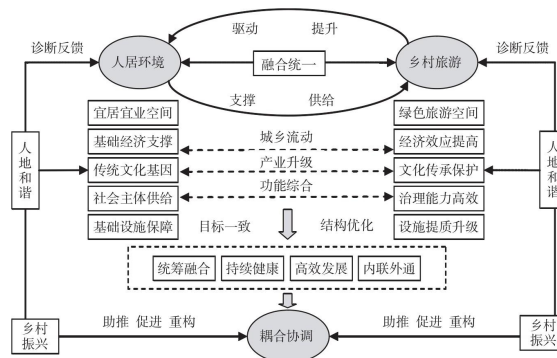 驱动 提升
诊断反馈
诊断反馈
人居环境
融合统一
乡村旅游
支撑 供给
宜居宜业空间
绿色旅游空间
基础经济支撑
城乡流动
经济效应提高
人地和谐
传统文化基因
产业升级
文化传承保护
人地和谐
社会主体供给
功能综合
治理能力高效
基础设施保障
目标一致
结构优化
设施提质升级
统筹融合
持续健康
高效发展
内联外通
乡村振兴
助推 促进 重构
耦合协调
助推 促进 重构
乡村振兴